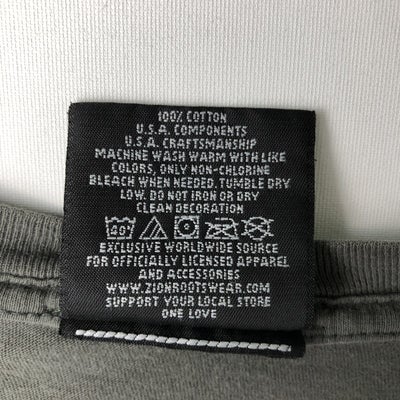 100% COTTON
U.S.A. COMPONENTS
U.S.A. CRAFTSMANSHIP
MACHINE WASH WARM WITH LIKE
COLORS, ONLY NON-CHLORINE
BLEACH WHEN NEEDED. TUMBLE DRY
LOW. DO NOT IRON OR DRY
CLEAN DECORATION
40
EXCLUSIVE WORLDWIDE SOURCE
FOR OFFICIALLY LICENSED APPAREL
AND ACCESSORIES
WWW.ZIONROOTSWEAR.COM
SUPPORT YOUR LOCAL STORE
ONE LOVE